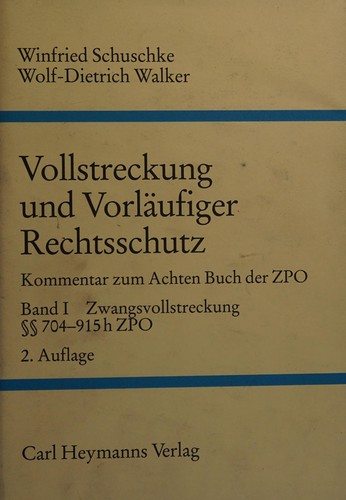 Winfried Schuschke
Wolf-Dietrich Walker
Vollstreckung
und Vorläufiger
Rechtsschutz
Kommentar zum Achten Buch der ZPO
Band I Zwangsvollstreckung
§§ 704–915 h ZPO
2. Auflage
Carl Heymanns Verlag